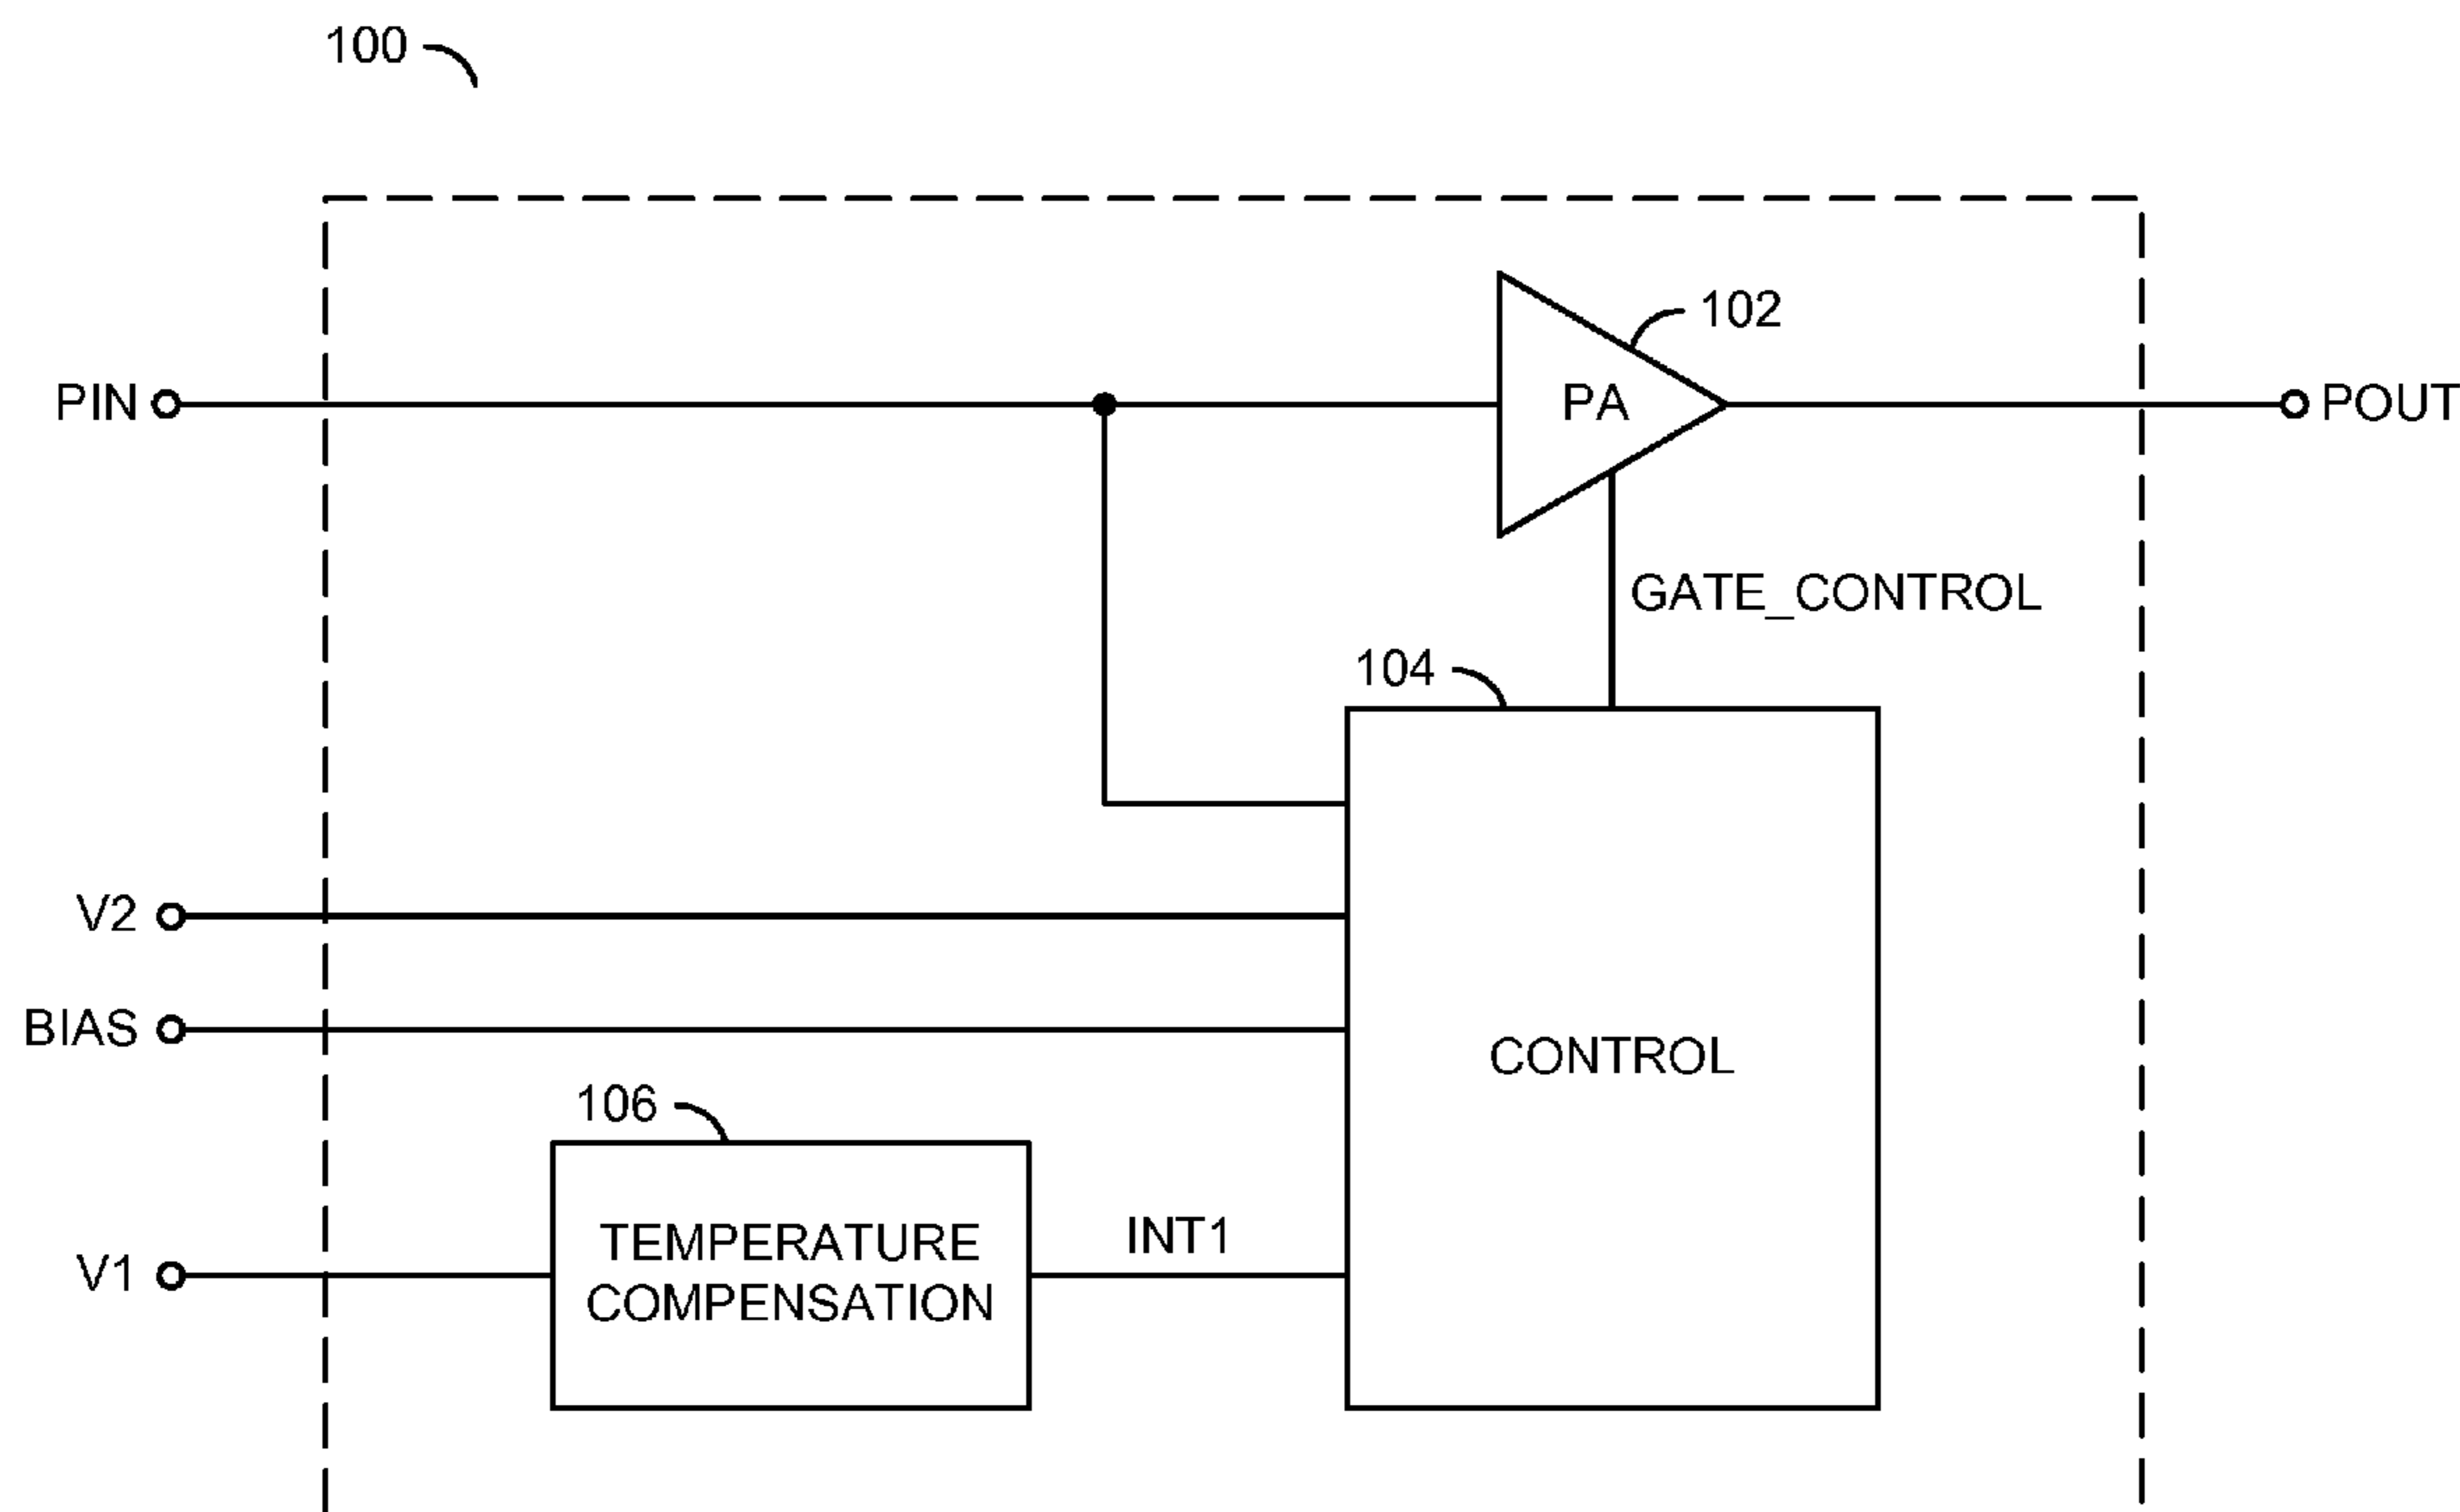 100
102
PIN
PA
POUT
GATE_CONTROL
104
V2
BIAS
CONTROL
106
TEMPERATURE
COMPENSATION
INT1
V1